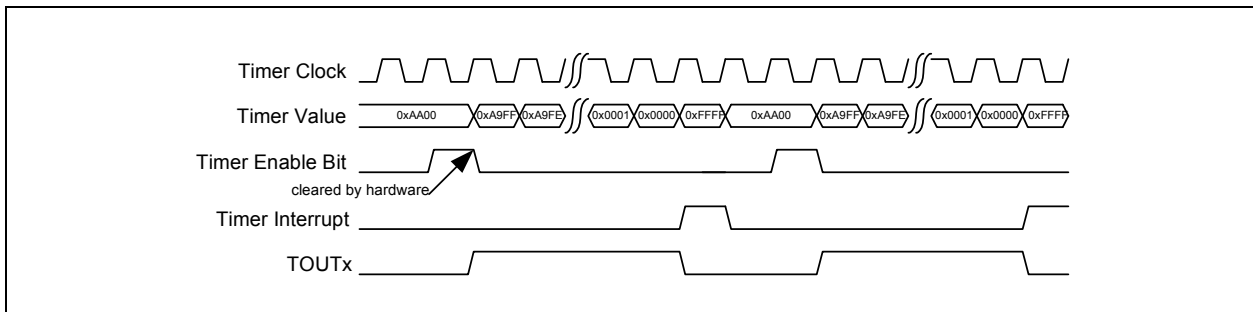 Timer Clock
Timer Value 0xAA00 0xA9FF 0xA9FE 0x0001 0x0000 0xFFFF 0xAA00 0xA9FF 0xA9FE 0x0001 0x0000 0xFFFF
Timer Enable Bit
cleared by hardware
Timer Interrupt
TOUTx